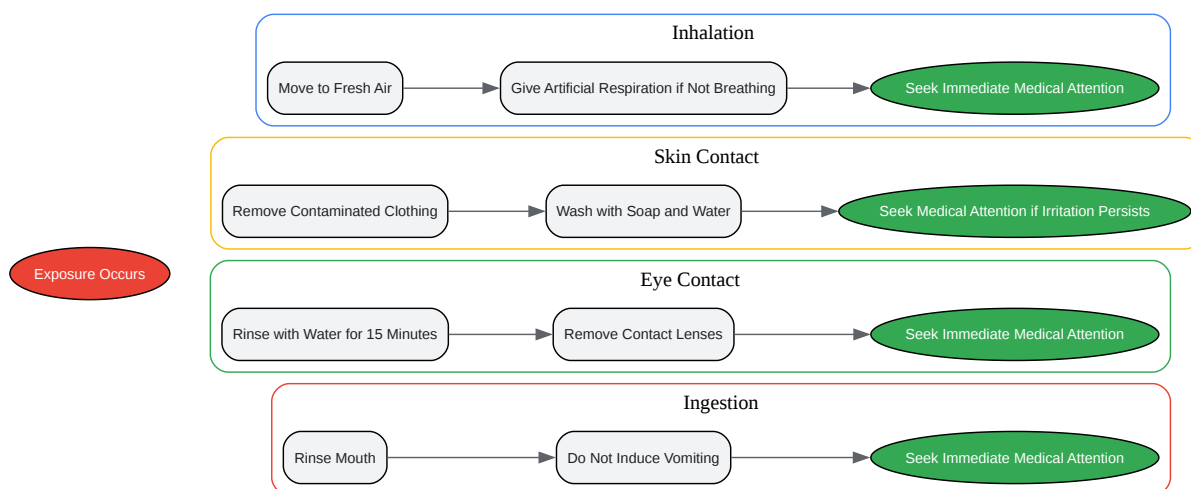 Inhalation
Move to Fresh Air
Give Artificial Respiration if Not Breathing
Seek Immediate Medical Attention
Skin Contact
Remove Contaminated Clothing
Wash with Soap and Water
Seek Medical Attention if Irritation Persists
Exposure Occurs
Eye Contact
Rinse with Water for 15 Minutes
Remove Contact Lenses
Seek Immediate Medical Attention
Ingestion
Rinse Mouth
Do Not Induce Vomiting
Seek Immediate Medical Attention